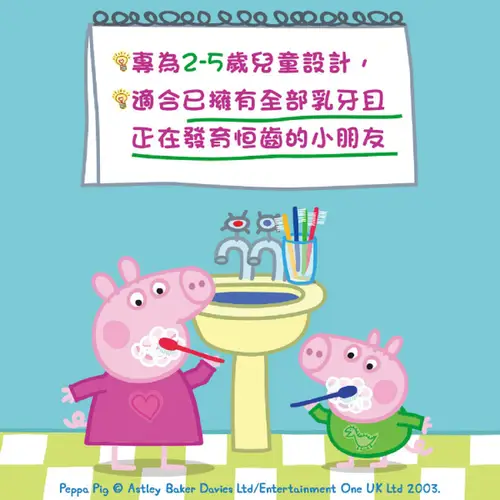 專為2-5歲兒童設計，
適合已擁有全部乳牙且
正在發育恒齒的小朋友
Peppa Pig © Astley Baker Davies Ltd/Entertainment One UK Ltd 2003.